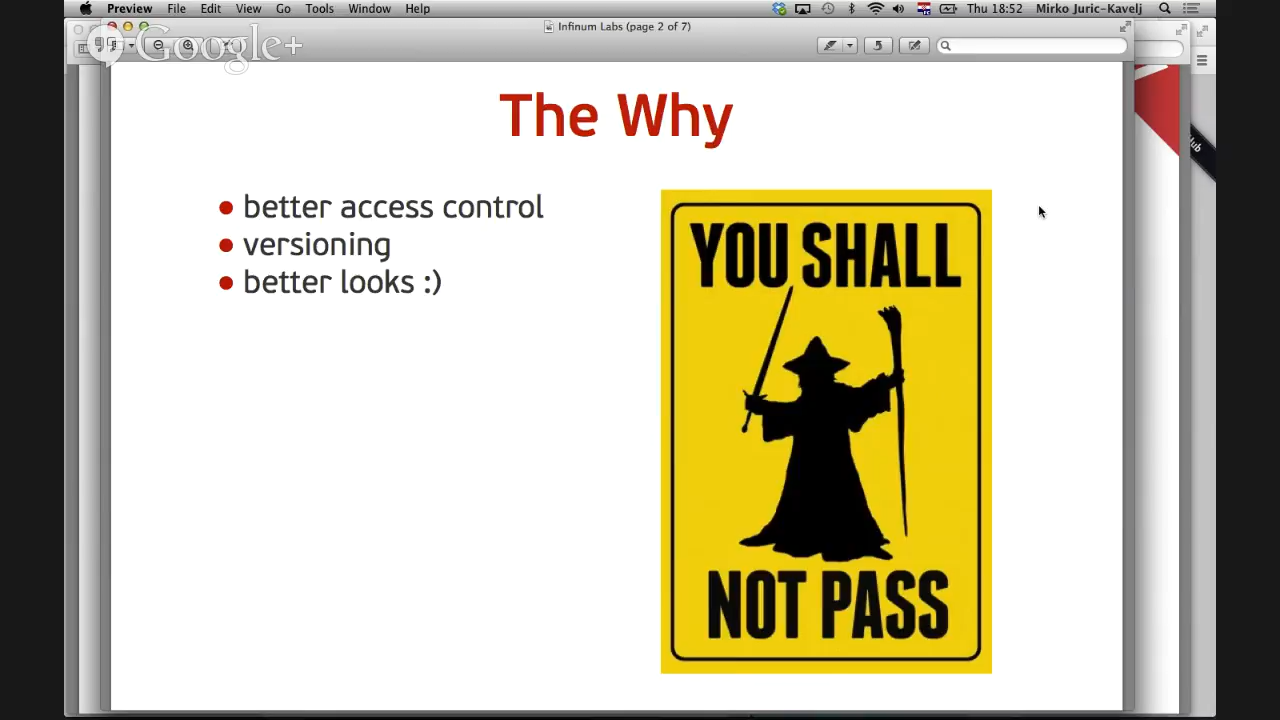 Preview File Edit View Go Tools Window Help Thu 18:52 Mirko Juric-Kavelj
Infinum Labs (page 2 of 7)
Google+
The Why
better access control
versioning
better looks :)
YOU SHALL
NOT PASS